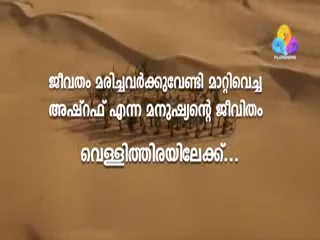 ജീവതം മരിച്ചവർക്കുവേണ്ടി മാറ്റിവെച്ച
അഷ്റഫ് എന്ന മനുഷ്യന്റെ ജീവിതം
വെള്ളിത്തിരയിലേക്ക്...